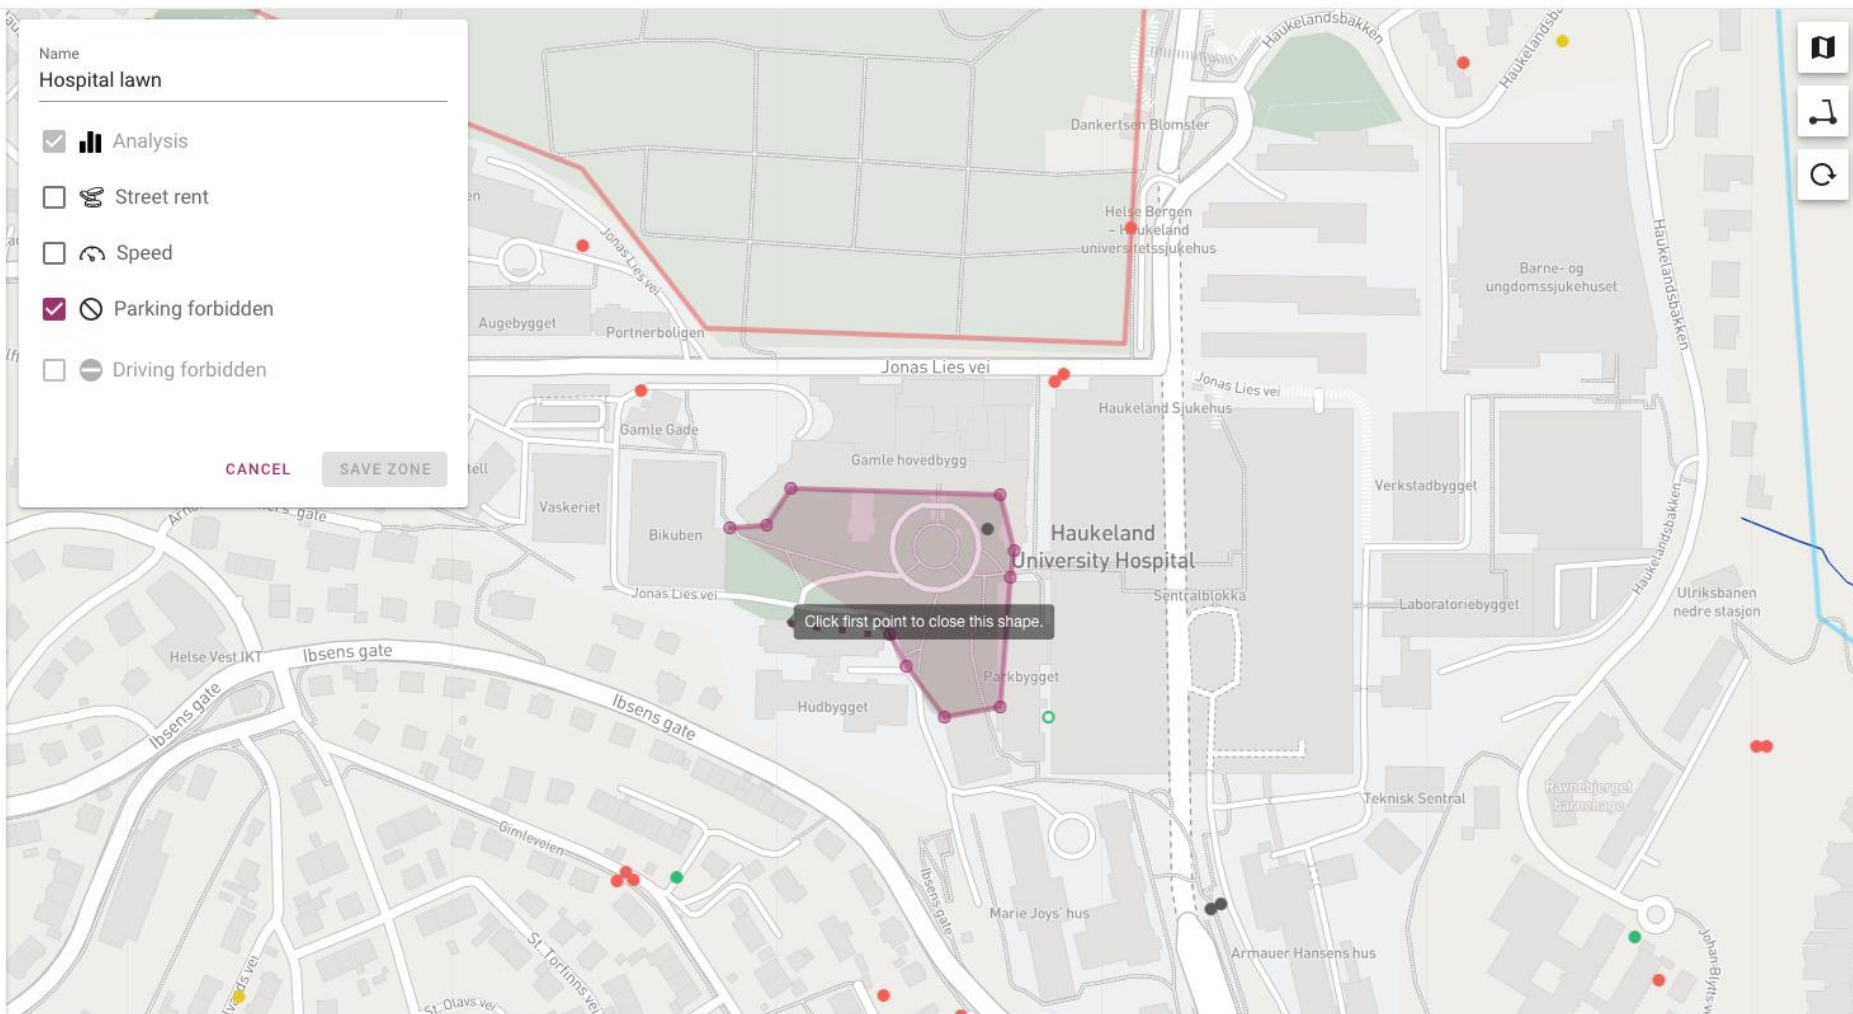 Name
Hospital lawn
Analysis
Street rent
Speed
Parking forbidden
Driving forbidden
CANCEL
SAVE ZONE
Haukelandsbakken
Dankertsen Blomster
Helse Bergen
- Haukeland
universitetssjukehus
Jonas Lies vei
Augebygget
Portnerboligen
Barne- og
ungdomssjukehuset
Haukelandsbakken
Jonas Lies vei
Jonas Lies vei
Haukeland Sjukehus
Gamle Gade
Gamle hovedbygg
Verkstadbygget
Vaskeriet
Bikuben
Haukeland
University Hospital
Haukelandsbakken
Jonas Lies vei
Sentralblokka
Laboratoriebygget
Ulriksbanen
nedre stasjon
Click first point to close this shape.
Helse Vest IKT
Ibsens gate
Parkbygget
Hudbygget
Ibsens gate
Ibsens gate
Teknisk Sentral
Ravnebjerget
barnehage
Gimleveien
Ibsens gate
Marie Joys' hus
Armauer Hansens hus
St. Torfinns vei
St. Olavs vei